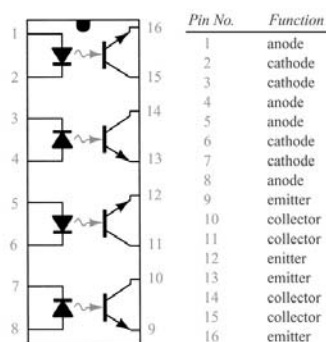 1
2
3
4
5
6
7
8
16
15
14
13
12
11
10
9
Pin No. Function
1 anode
2 cathode
3 cathode
4 anode
5 anode
6 cathode
7 cathode
8 anode
9 emitter
10 collector
11 collector
12 enitter
13 emitter
14 collector
15 collector
16 emitter